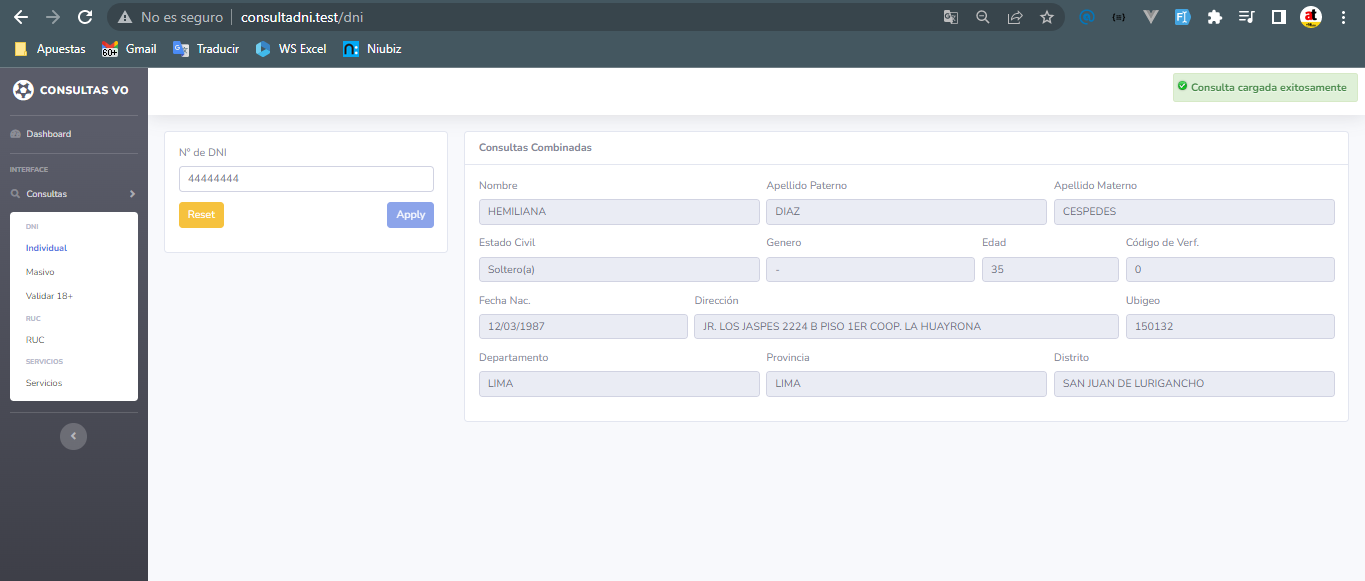 No es seguro consultadni.test/dni
Apuestas Gmail Traducir WS Excel Niubiz
CONSULTAS VO
Consulta cargada exitosamente
Dashboard
INTERFACE
Consultas
DNI
Individual
Masivo
Validar 18+
RUC
RUC
SERVICIOS
Servicios
N° de DNI
44444444
Reset Apply
Consultas Combinadas
Nombre Apellido Paterno Apellido Materno
HEMILIANA DIAZ CESPEDES
Estado Civil Genero Edad Código de Verf.
Soltero(a) - 35 0
Fecha Nac. Dirección Ubigeo
12/03/1987 JR. LOS JASPES 2224 B PISO 1ER COOP. LA HUAYRONA 150132
Departamento Provincia Distrito
LIMA LIMA SAN JUAN DE LURIGANCHO